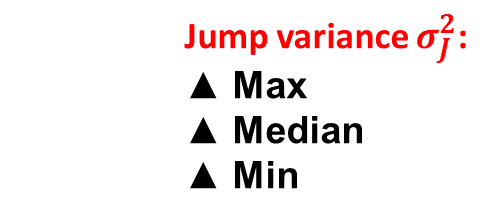 Jump variance σ_J^2:
▲ Max
▲ Median
▲ Min